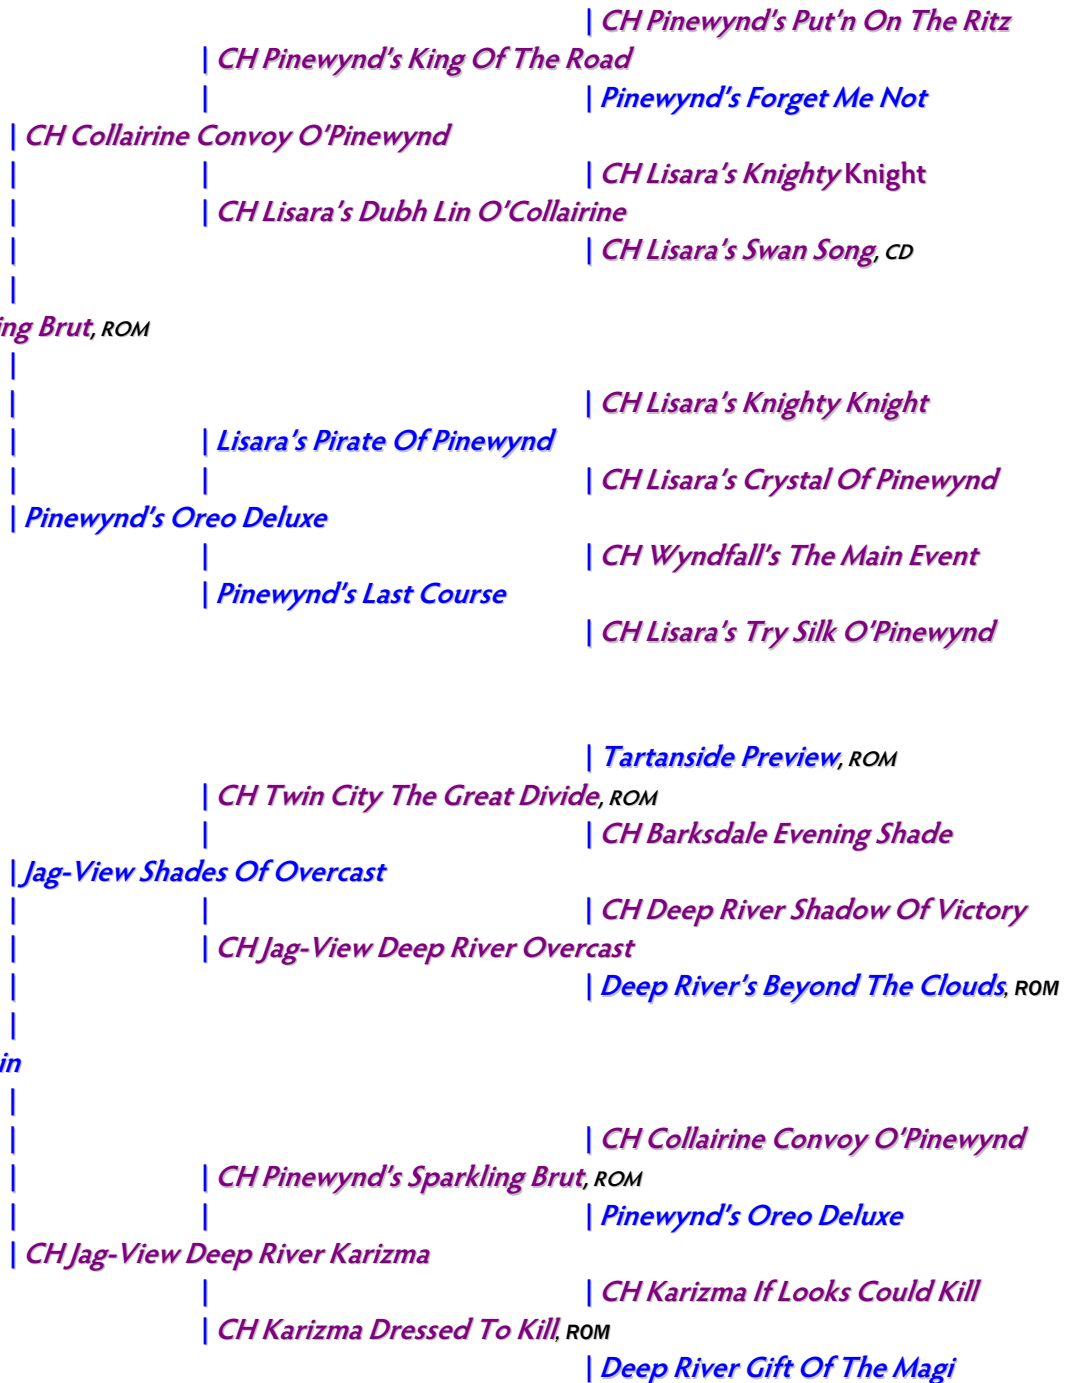 | CH Pinewynd's Put'n On The Ritz
| CH Pinewynd's King Of The Road
| | Pinewynd's Forget Me Not
| CH Collairine Convoy O'Pinewynd
| | | CH Lisara's Knighty Knight
| | CH Lisara's Dubh Lin O'Collairine
| | CH Lisara's Swan Song, CD
|
ing Brut, ROM
|
| | CH Lisara's Knighty Knight
| | Lisara's Pirate Of Pinewynd
| | | CH Lisara's Crystal Of Pinewynd
| Pinewynd's Oreo Deluxe
| | CH Wyndfall's The Main Event
| Pinewynd's Last Course
| CH Lisara's Try Silk O'Pinewynd
| Tartanside Preview, ROM
| CH Twin City The Great Divide, ROM
| | CH Barksdale Evening Shade
| Jag-View Shades Of Overcast
| | | CH Deep River Shadow Of Victory
| | CH Jag-View Deep River Overcast
| | Deep River's Beyond The Clouds, ROM
|
in
|
| | CH Collairine Convoy O'Pinewynd
| | CH Pinewynd's Sparkling Brut, ROM
| | | Pinewynd's Oreo Deluxe
| CH Jag-View Deep River Karizma
| | CH Karizma If Looks Could Kill
| CH Karizma Dressed To Kill, ROM
| Deep River Gift Of The Magi